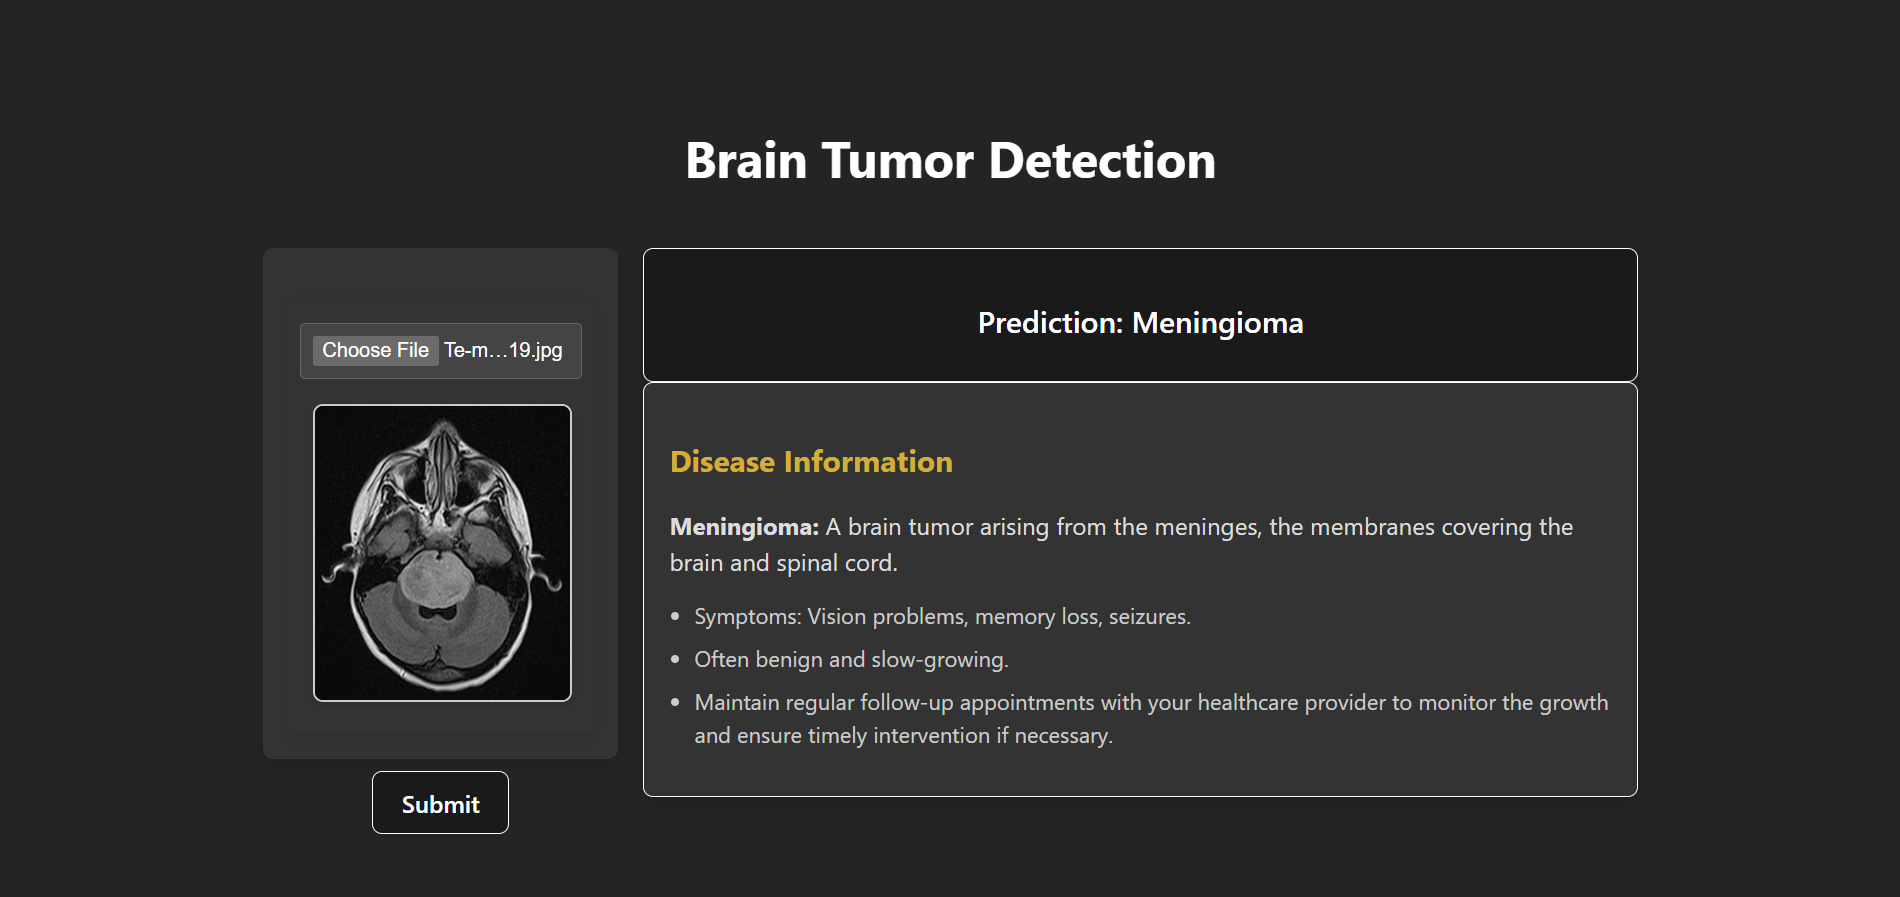 Brain Tumor Detection
Choose File Te-m...19.jpg
Submit
Prediction: Meningioma
Disease Information
Meningioma: A brain tumor arising from the meninges, the membranes covering the
brain and spinal cord.
• Symptoms: Vision problems, memory loss, seizures.
• Often benign and slow-growing.
• Maintain regular follow-up appointments with your healthcare provider to monitor the growth
and ensure timely intervention if necessary.